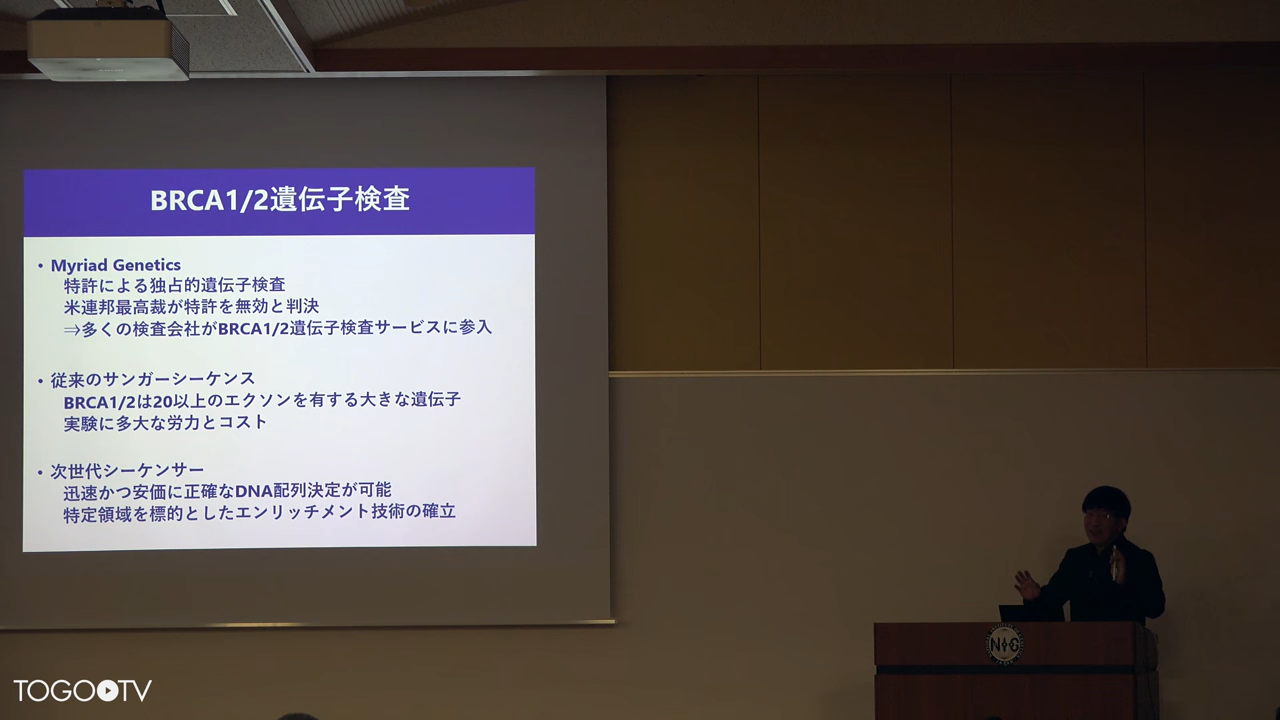 BRCA1/2遺伝子検査
• Myriad Genetics
特許による独占的遺伝子検査
米連邦最高裁が特許を無効と判決
⇒多くの検査会社がBRCA1/2遺伝子検査サービスに参入
• 従来のサンガーシーケンス
BRCA1/2は20以上のエクソンを有する大きな遺伝子
実験に多大な労力とコスト
• 次世代シーケンサー
迅速かつ安価に正確なDNA配列決定が可能
特定領域を標的としたエンリッチメント技術の確立
NIG
TOGO TV